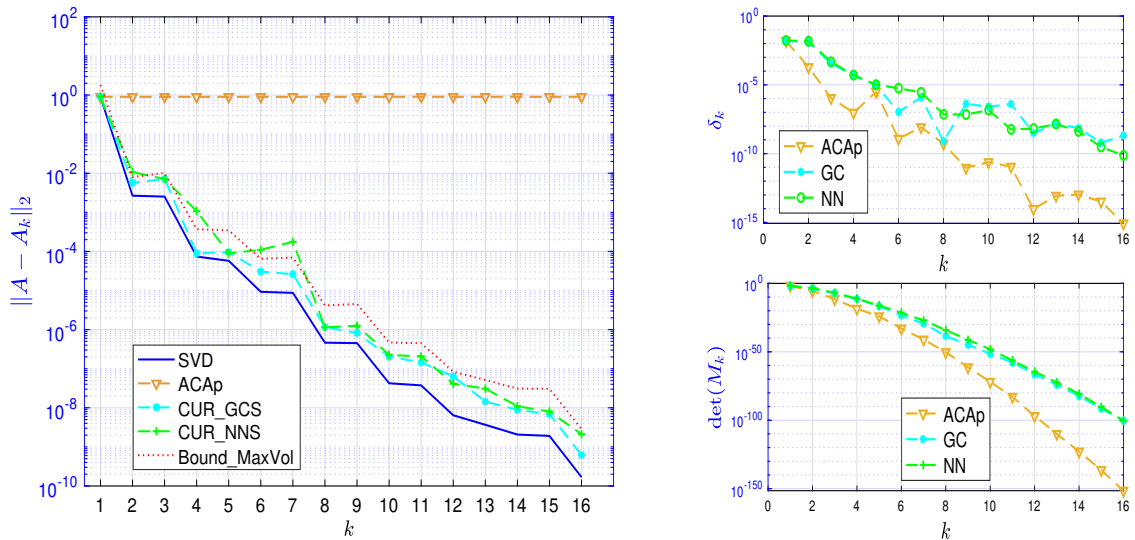 10^2
10^0
10^-2
10^-4
10^-6
10^-8
10^-10
||A − A_k||_2
SVD
ACAp
CUR_GCS
CUR_NNS
Bound_MaxVol
1 2 3 4 5 6 7 8 9 10 11 12 13 14 15 16
k
10^0
10^-5
10^-10
10^-15
δ_k
ACAp
GC
NN
0 2 4 6 8 10 12 14 16
k
10^0
10^-50
10^-100
10^-150
det(M_k)
ACAp
GC
NN
0 2 4 6 8 10 12 14 16
k